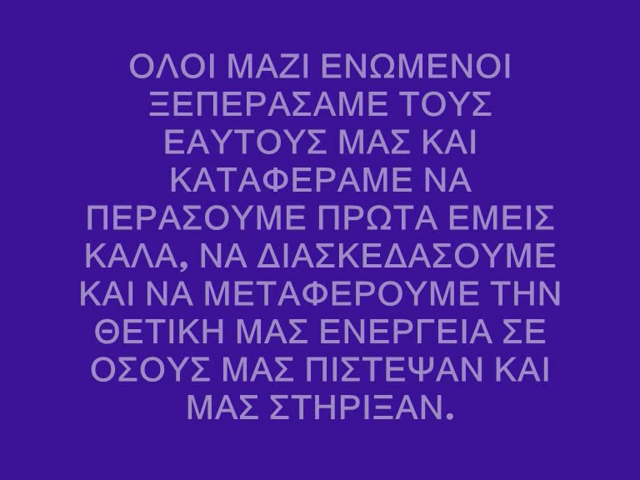 ΟΛΟΙ ΜΑΖΙ ΕΝΩΜΕΝΟΙ
ΞΕΠΕΡΑΣΑΜΕ ΤΟΥΣ
ΕΑΥΤΟΥΣ ΜΑΣ ΚΑΙ
ΚΑΤΑΦΕΡΑΜΕ ΝΑ
ΠΕΡΑΣΟΥΜΕ ΠΡΩΤΑ ΕΜΕΙΣ
ΚΑΛΑ, ΝΑ ΔΙΑΣΚΕΔΑΣΟΥΜΕ
ΚΑΙ ΝΑ ΜΕΤΑΦΕΡΟΥΜΕ ΤΗΝ
ΘΕΤΙΚΗ ΜΑΣ ΕΝΕΡΓΕΙΑ ΣΕ
ΟΣΟΥΣ ΜΑΣ ΠΙΣΤΕΨΑΝ ΚΑΙ
ΜΑΣ ΣΤΗΡΙΞΑΝ.